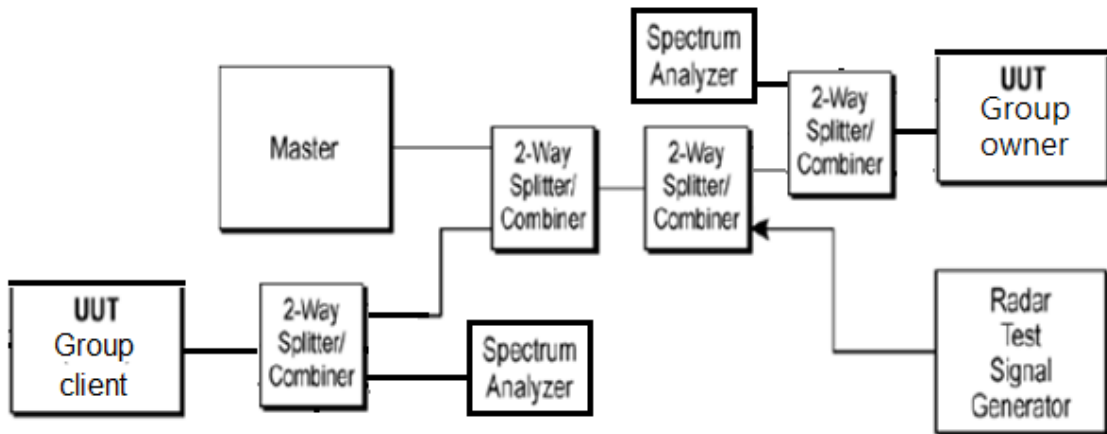 Spectrum
Analyzer
2-Way
Splitter/
Combiner
UUT
Group
owner
Master
2-Way
Splitter/
Combiner
2-Way
Splitter/
Combiner
UUT
Group
client
2-Way
Splitter/
Combiner
Spectrum
Analyzer
Radar
Test
Signal
Generator